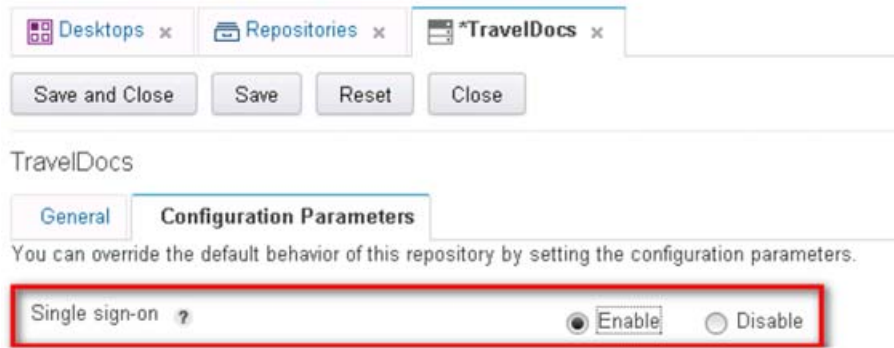 Desktops x Repositories x *TravelDocs x
Save and Close Save Reset Close
TravelDocs
General Configuration Parameters
You can override the default behavior of this repository by setting the configuration parameters.
Single sign-on ? Enable Disable